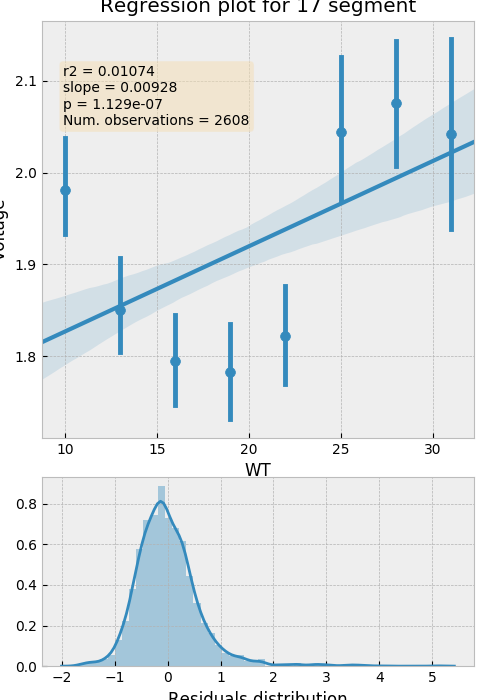 Regression plot for 17 segment
r2 = 0.01074
slope = 0.00928
p = 1.129e-07
Num. observations = 2608
2.1
2.0
1.9
1.8
Voltage
10 15 20 25 30
WT
0.8
0.6
0.4
0.2
0.0
−2 −1 0 1 2 3 4 5
Residuals distribution